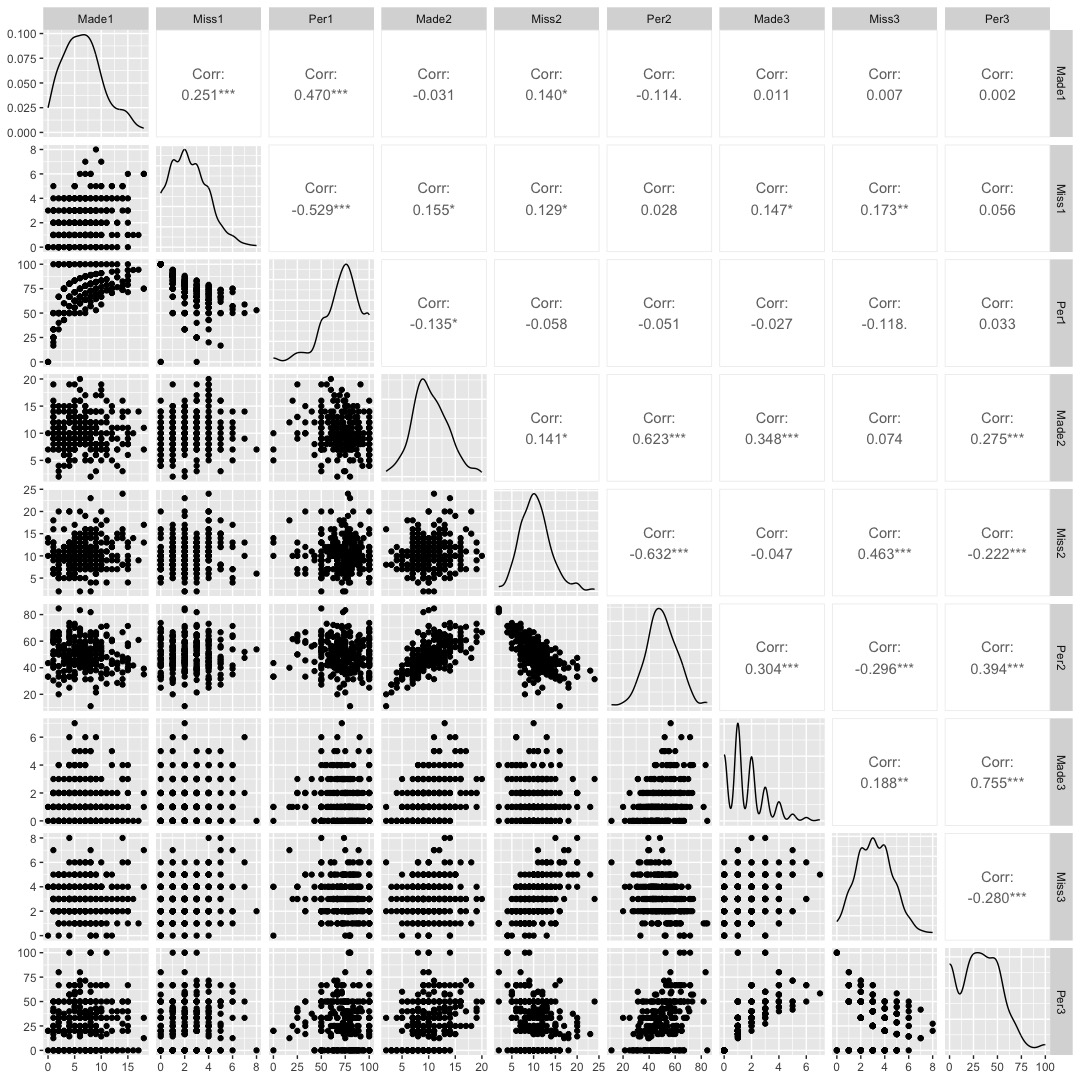 Made1 Miss1 Per1 Made2 Miss2 Per2 Made3 Miss3 Per3
0.100
0.075
0.050
0.025
0.000
Corr: Corr: Corr: Corr: Corr: Corr: Corr: Corr:
0.251*** 0.470*** -0.031 0.140* -0.114. 0.011 0.007 0.002
Made1
8
6
4
2
0
Corr: Corr: Corr: Corr: Corr: Corr: Corr:
-0.529*** 0.155* 0.129* 0.028 0.147* 0.173** 0.056
Miss1
100
75
50
25
0
Corr: Corr: Corr: Corr: Corr: Corr:
-0.135* -0.058 -0.051 -0.027 -0.118. 0.033
Per1
20
15
10
5
Corr: Corr: Corr: Corr: Corr:
0.141* 0.623*** 0.348*** 0.074 0.275***
Made2
25
20
15
10
5
Corr: Corr: Corr: Corr:
-0.632*** -0.047 0.463*** -0.222***
Miss2
80
60
40
20
Corr: Corr: Corr:
0.304*** -0.296*** 0.394***
Per2
6
4
2
0
Corr: Corr:
0.188** 0.755***
Made3
8
6
4
2
0
Corr:
-0.280***
Miss3
100
75
50
25
0
Per3
0 5 10 15 0 2 4 6 8 0 25 50 75 100 5 10 15 20 5 10 15 20 25 20 40 60 80 0 2 4 6 0 2 4 6 8 0 25 50 75 100